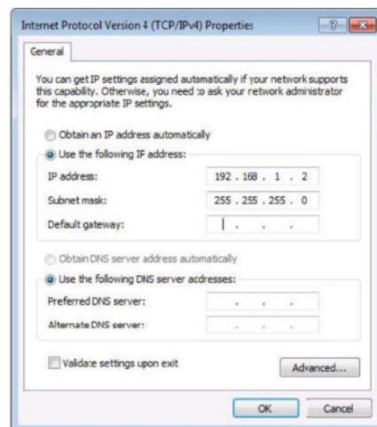 Internet Protocol Version 4 (TCP/IPv4) Properties
General
You can get IP settings assigned automatically if your network supports
this capability. Otherwise, you need to ask your network administrator
for the appropriate IP settings.
Obtain an IP address automatically
Use the following IP address:
IP address: 192 . 168 . 1 . 2
Subnet mask: 255 . 255 . 255 . 0
Default gateway: . . .
Obtain DNS server address automatically
Use the following DNS server addresses:
Preferred DNS server: . . .
Alternate DNS server: . . .
Validate settings upon exit
Advanced...
OK Cancel